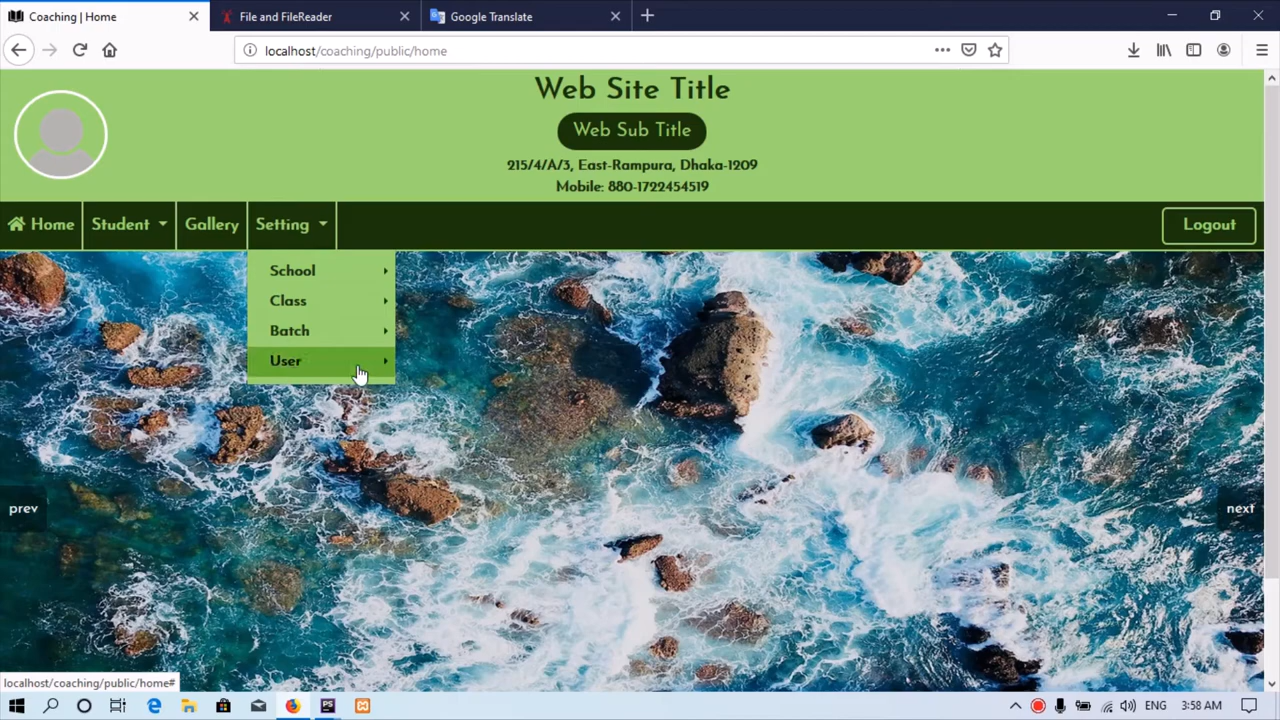 Coaching | Home
File and FileReader
Google Translate
localhost/coaching/public/home
Web Site Title
Web Sub Title
215/4/A/3, East-Rampura, Dhaka-1209
Mobile: 880-1722454519
Home
Student
Gallery
Setting
Logout
School
Class
Batch
User
prev
next
localhost/coaching/public/home#
PS
ENG
3:58 AM